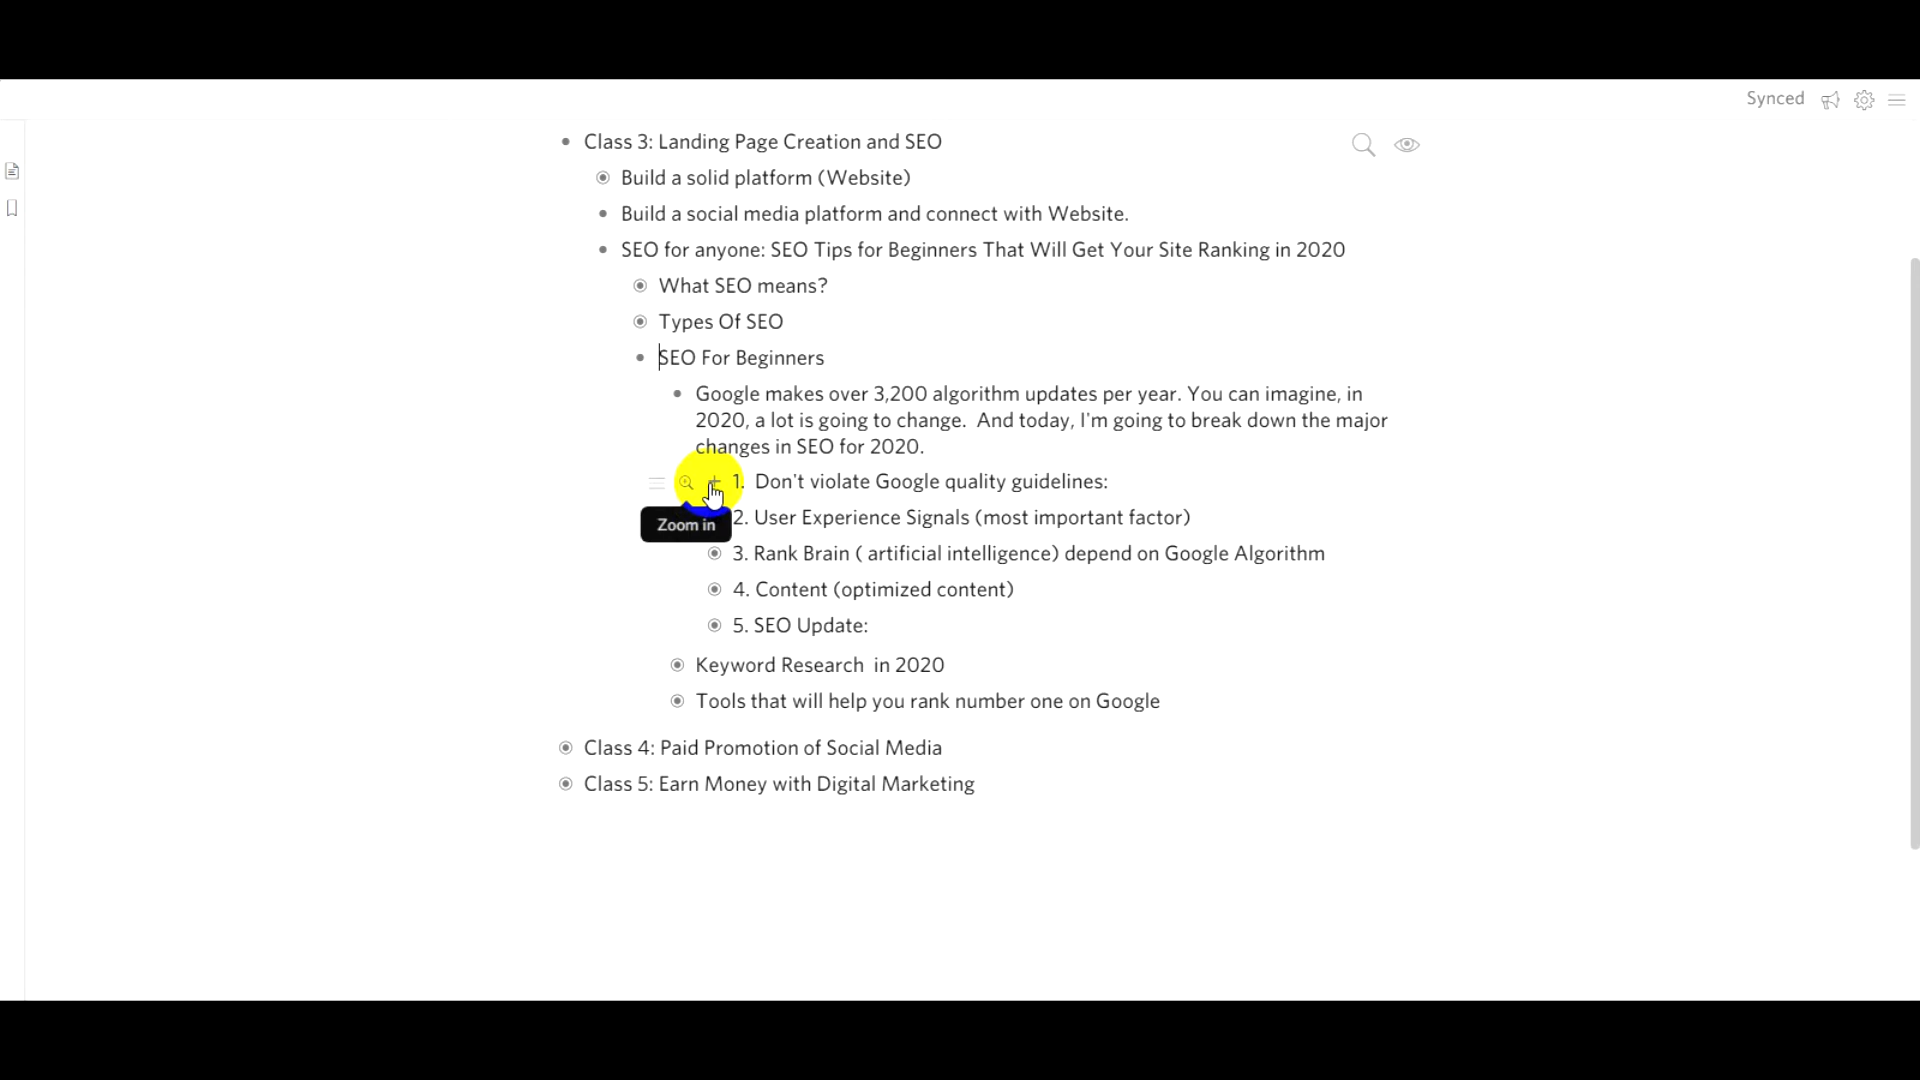 Synced
Class 3: Landing Page Creation and SEO
Build a solid platform (Website)
Build a social media platform and connect with Website.
SEO for anyone: SEO Tips for Beginners That Will Get Your Site Ranking in 2020
What SEO means?
Types Of SEO
SEO For Beginners
Google makes over 3,200 algorithm updates per year. You can imagine, in
2020, a lot is going to change.  And today, I'm going to break down the major
changes in SEO for 2020.
1.  Don't violate Google quality guidelines:
Zoom in
2. User Experience Signals (most important factor)
3. Rank Brain ( artificial intelligence) depend on Google Algorithm
4. Content (optimized content)
5. SEO Update:
Keyword Research  in 2020
Tools that will help you rank number one on Google
Class 4: Paid Promotion of Social Media
Class 5: Earn Money with Digital Marketing